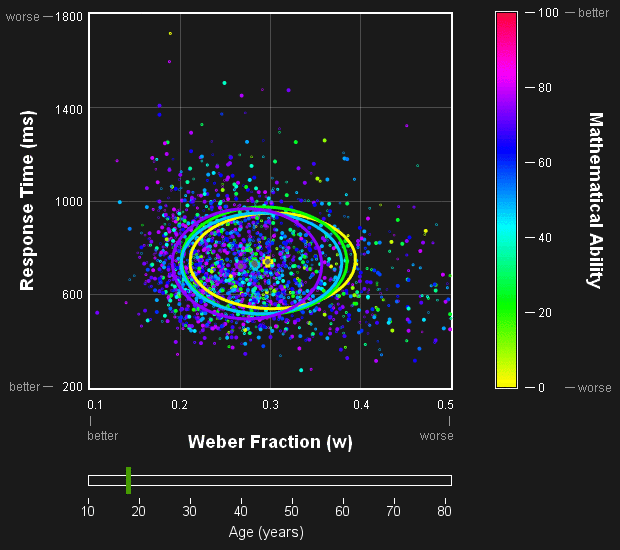 worse
1800
1400
1000
600
better
200
Response Time (ms)
0.1
0.2
0.3
0.4
0.5
better
worse
Weber Fraction (w)
100
better
80
60
40
20
0
worse
Mathematical Ability
10
20
30
40
50
60
70
80
Age (years)